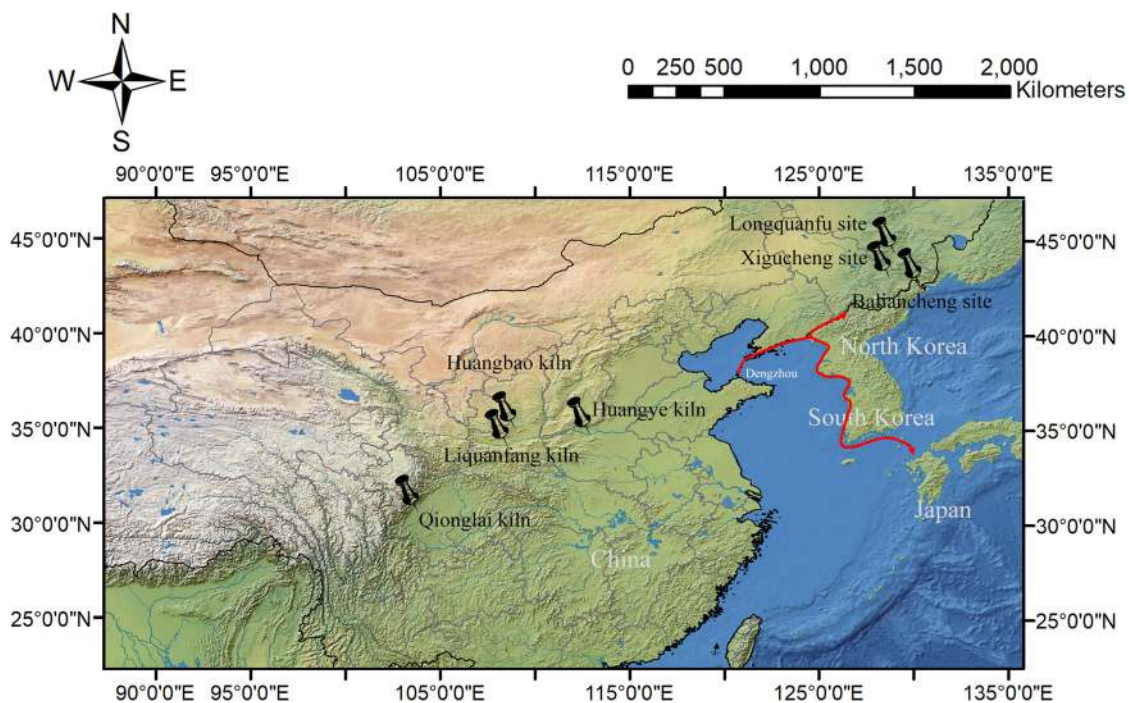 N
W E
S
0 250 500 1,000 1,500 2,000
Kilometers
90°0'0"E 95°0'0"E 105°0'0"E 115°0'0"E 125°0'0"E 135°0'0"E
45°0'0"N
40°0'0"N
35°0'0"N
30°0'0"N
25°0'0"N
Longquanfu site
Xigucheng site
Baliancheng site
North Korea
Dengzhou
Huangbao kiln
Huangye kiln
South Korea
Liquanfang kiln
Qionglai kiln
Japan
China
45°0'0"N
40°0'0"N
35°0'0"N
30°0'0"N
25°0'0"N
90°0'0"E 95°0'0"E 105°0'0"E 115°0'0"E 125°0'0"E 135°0'0"E